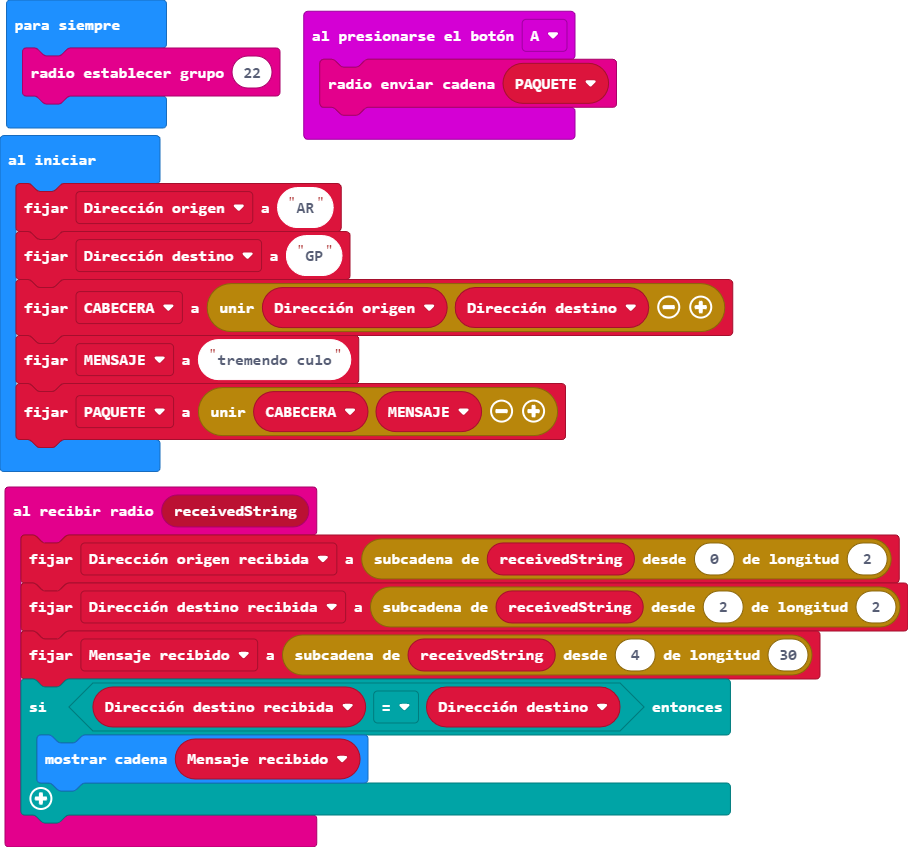 para siempre
radio establecer grupo 22
al presionarse el botón A
radio enviar cadena PAQUETE
al iniciar
fijar Dirección origen a "AR"
fijar Dirección destino a "GP"
fijar CABECERA a unir Dirección origen Dirección destino
fijar MENSAJE a "tremendo culo"
fijar PAQUETE a unir CABECERA MENSAJE
al recibir radio receivedString
fijar Dirección origen recibida a subcadena de receivedString desde 0 de longitud 2
fijar Dirección destino recibida a subcadena de receivedString desde 2 de longitud 2
fijar Mensaje recibido a subcadena de receivedString desde 4 de longitud 30
si Dirección destino recibida = Dirección destino entonces
mostrar cadena Mensaje recibido